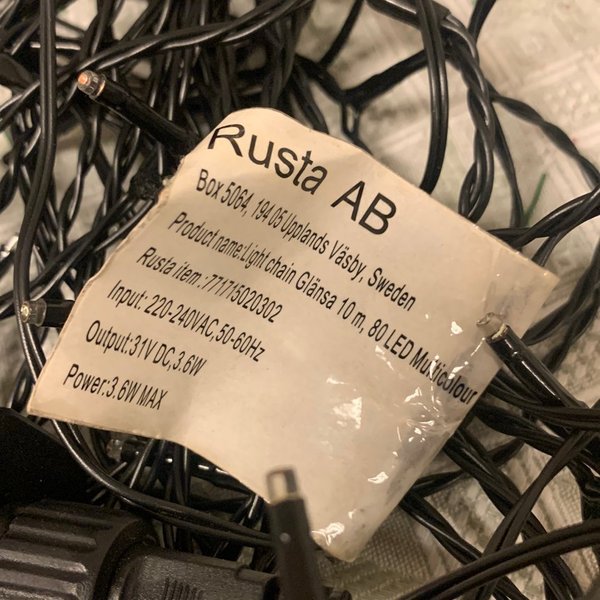 Rusta AB
Box 5064, 194 05 Upplands Väsby, Sweden
Product name:Light chain Glänsa 10 m, 80 LED Multicolour
Rusta item :771715020302
Input: 220-240VAC,50-60Hz
Output:31V DC,3.6W
Power:3.6W MAX